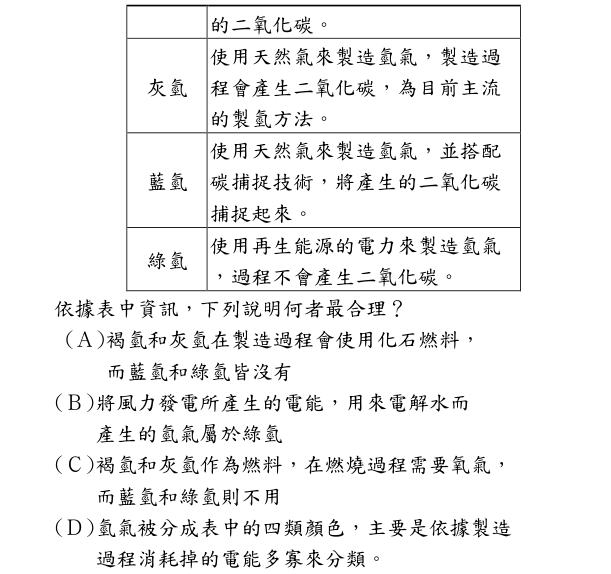 的二氧化碳。
灰氫
使用天然氣來製造氫氣，製造過
程會產生二氧化碳，為目前主流
的製氫方法。
藍氫
使用天然氣來製造氫氣，並搭配
碳捕捉技術，將產生的二氧化碳
捕捉起來。
綠氫
使用再生能源的電力來製造氫氣
，過程不會產生二氧化碳。
依據表中資訊，下列說明何者最合理？
（A）褐氫和灰氫在製造過程會使用化石燃料，
而藍氫和綠氫皆沒有
（B）將風力發電所產生的電能，用來電解水而
產生的氫氣屬於綠氫
（C）褐氫和灰氫作為燃料，在燃燒過程需要氧氣，
而藍氫和綠氫則不用
（D）氫氣被分成表中的四類顏色，主要是依據製造
過程消耗掉的電能多寡來分類。